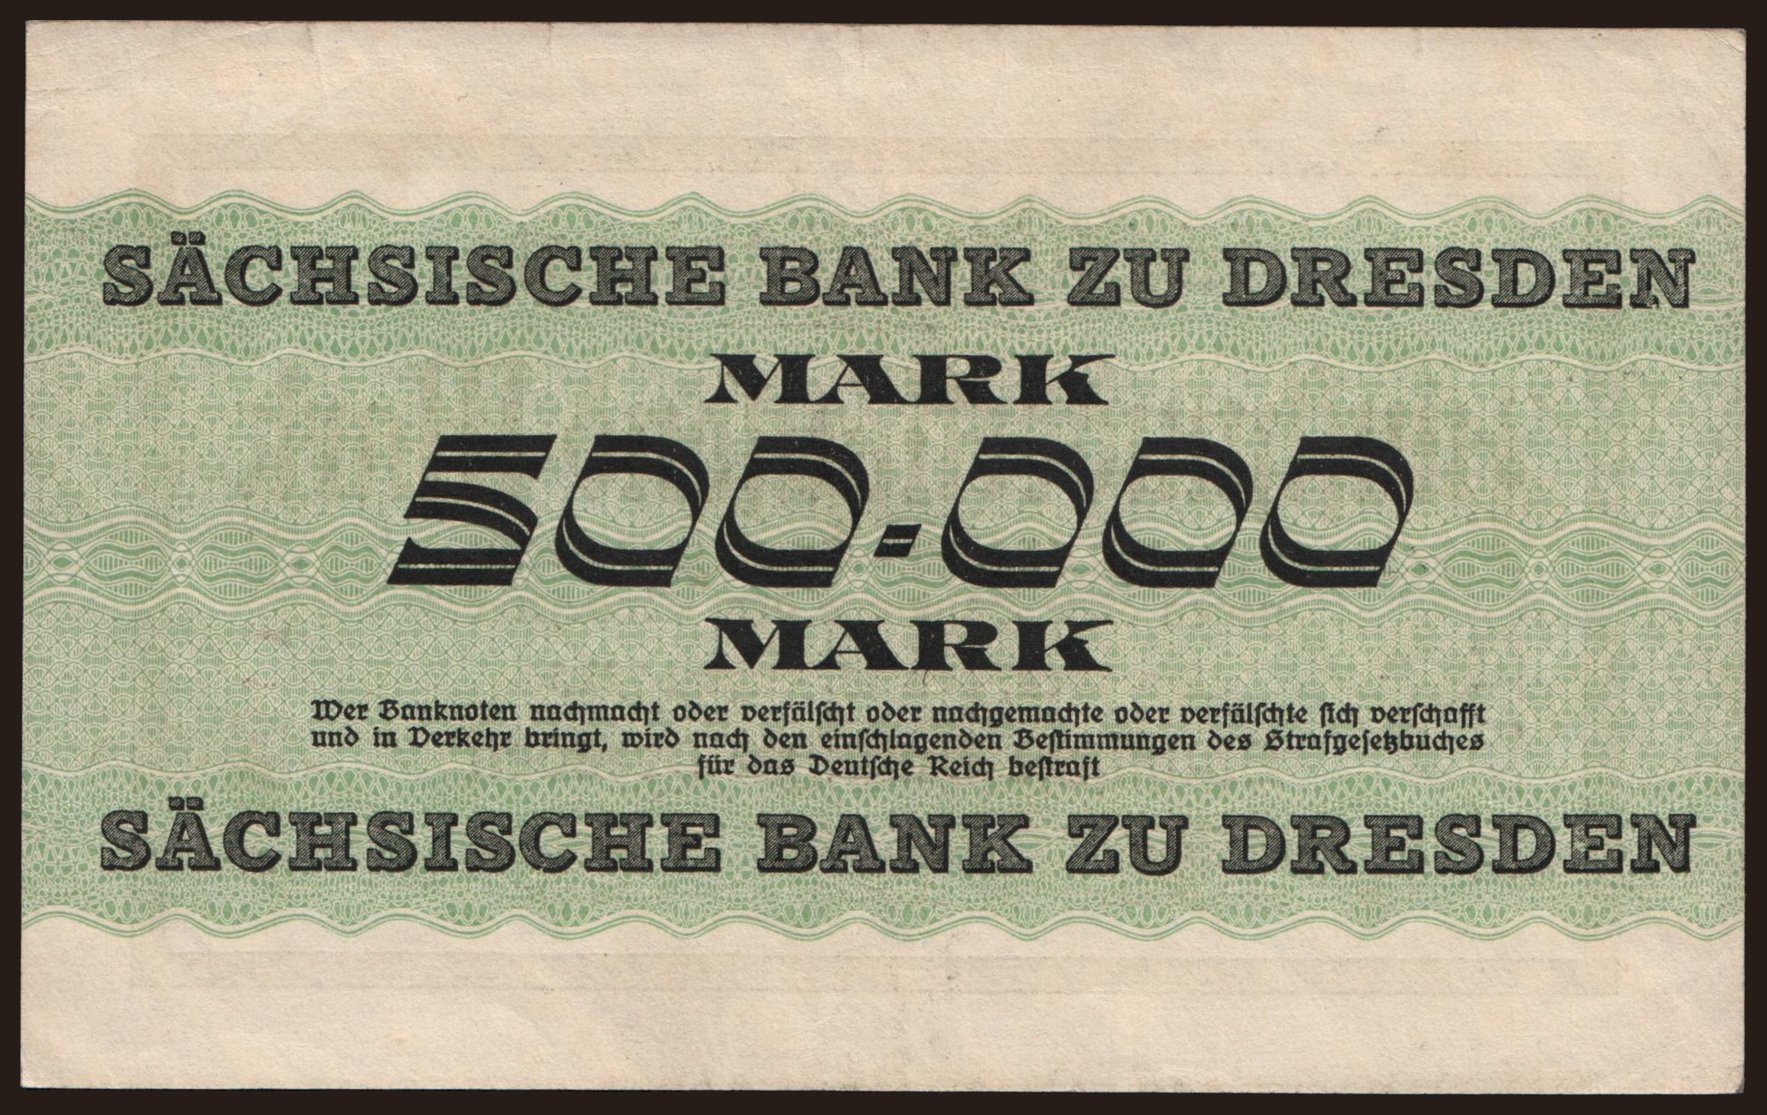 SÄCHSISCHE BANK ZU DRESDEN
MARK
500.000
MARK
Wer Banknoten nachmacht oder verfälscht oder nachgemachte oder verfälschte sich verschafft
und in Verkehr bringt, wird nach den einschlagenden Bestimmungen des Strafgesetzbuches
für das Deutsche Reich bestraft
SÄCHSISCHE BANK ZU DRESDEN